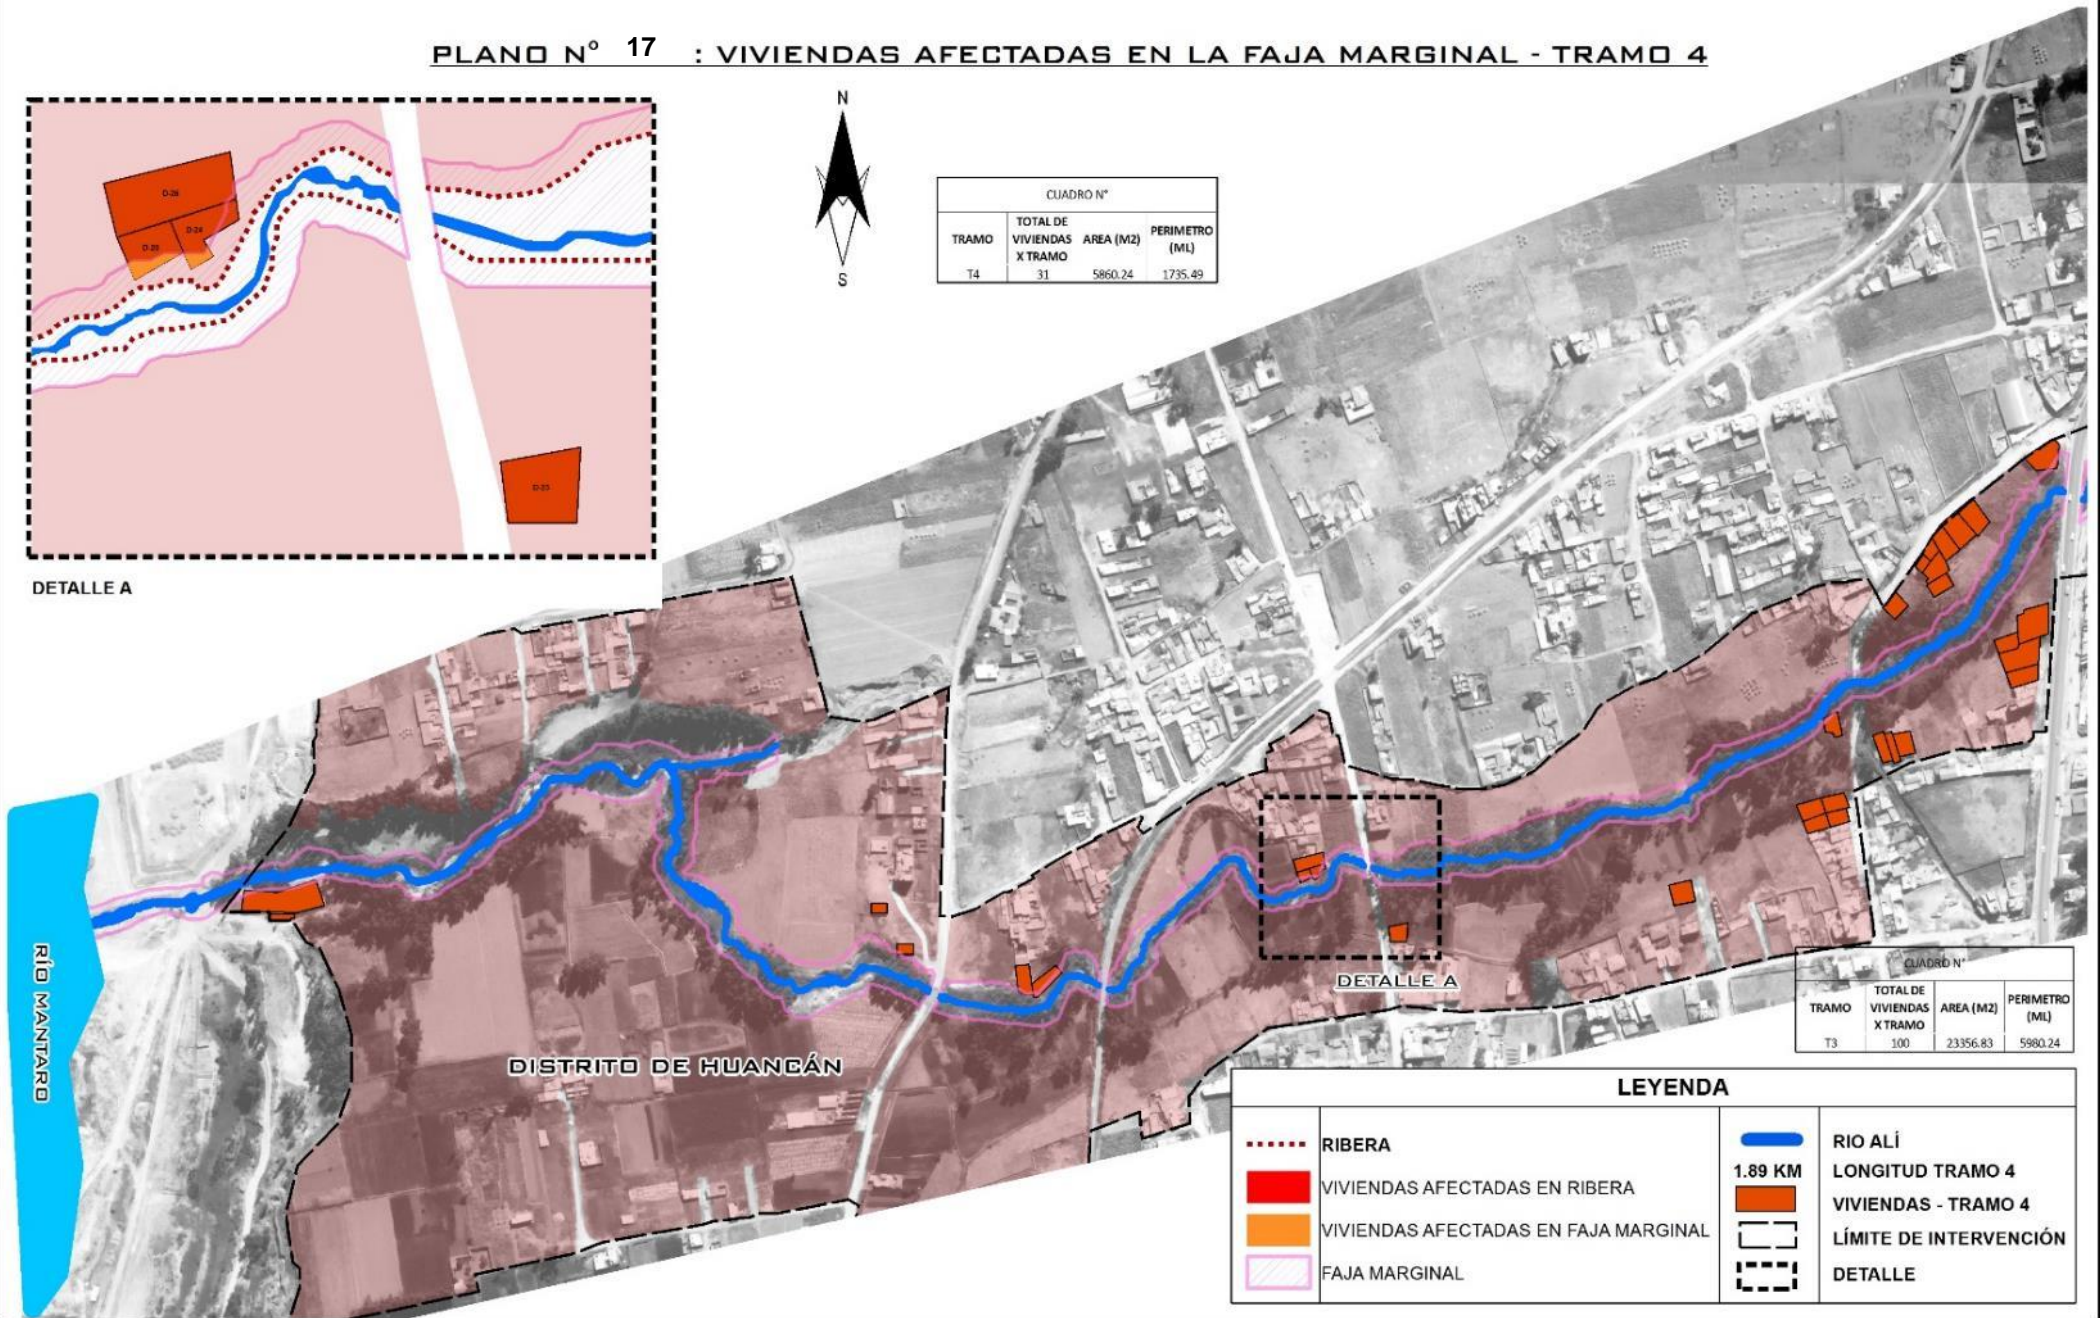 PLANO N° 17 : VIVIENDAS AFECTADAS EN LA FAJA MARGINAL - TRAMO 4
N
S
CUADRO N°
TRAMO
TOTAL DE
VIVIENDAS
X TRAMO
AREA (M2)
PERIMETRO
(ML)
T4 31 5860.24 1735.49
D-24
D-23
DETALLE A
RÍO MANTARO
DISTRITO DE HUANCÁN
DETALLE A
CUADRO N°
TRAMO
TOTAL DE
VIVIENDAS
X TRAMO
AREA (M2)
PERIMETRO
(ML)
T3 100 23356.83 5980.24
LEYENDA
RIBERA
VIVIENDAS AFECTADAS EN RIBERA
VIVIENDAS AFECTADAS EN FAJA MARGINAL
FAJA MARGINAL
RIO ALÍ
1.89 KM LONGITUD TRAMO 4
VIVIENDAS - TRAMO 4
LÍMITE DE INTERVENCIÓN
DETALLE